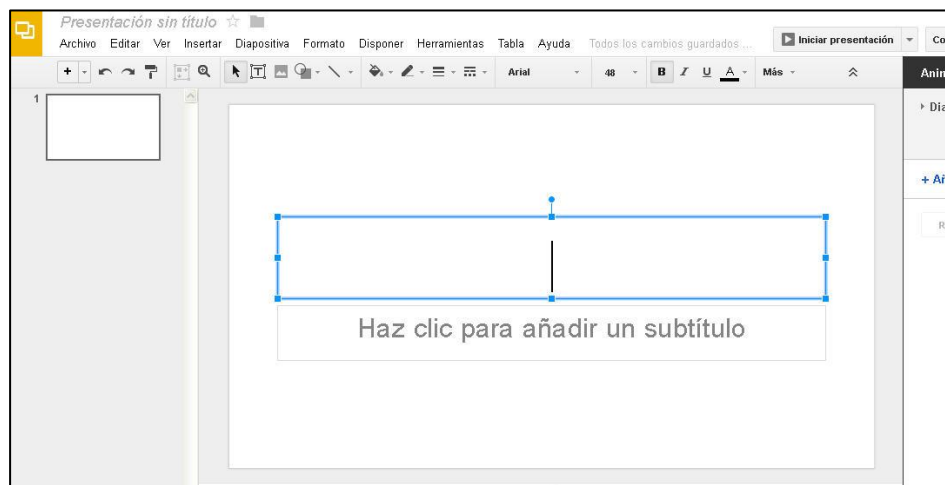 Presentación sin título
Archivo Editar Ver Insertar Diapositiva Formato Disponer Herramientas Tabla Ayuda Todos los cambios guardados ...
Iniciar presentación
Arial 48 B I U A Más
1
Haz clic para añadir un subtítulo